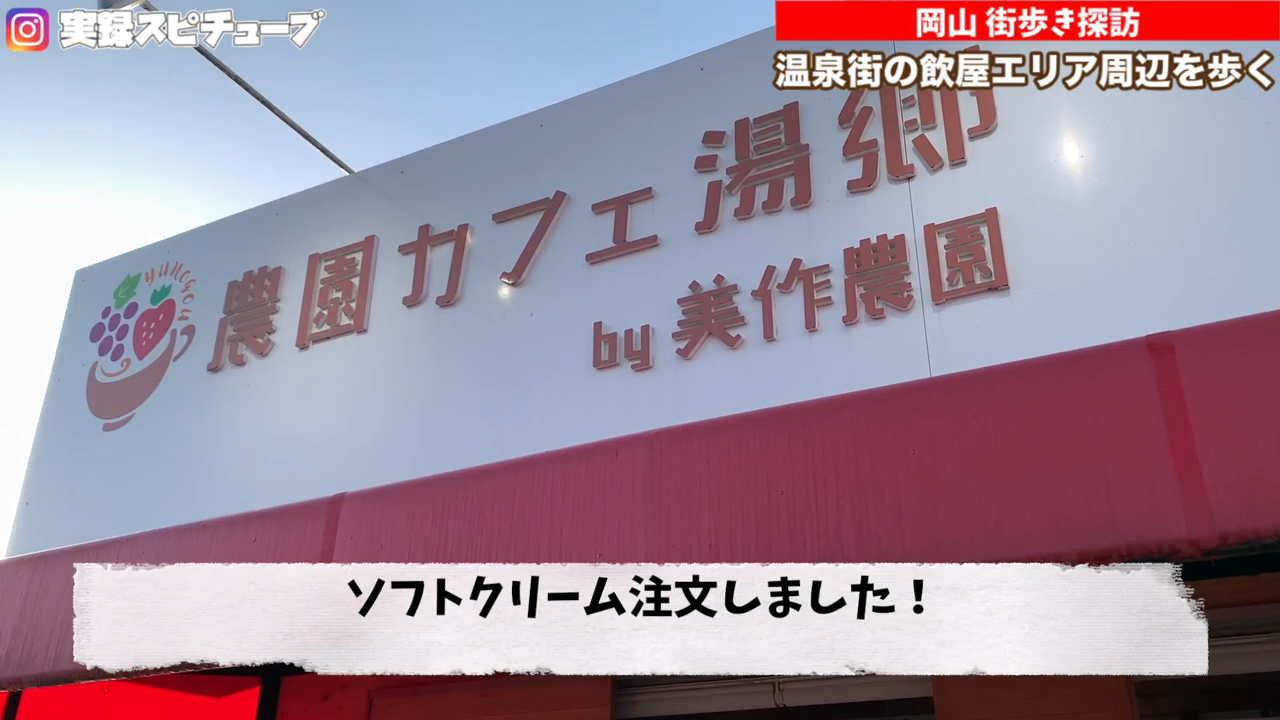 実録スピチューブ
岡山 街歩き探訪
温泉街の飲屋エリア周辺を歩く
yunogou
農園カフェ湯郷
by 美作農園
ソフトクリーム注文しました！